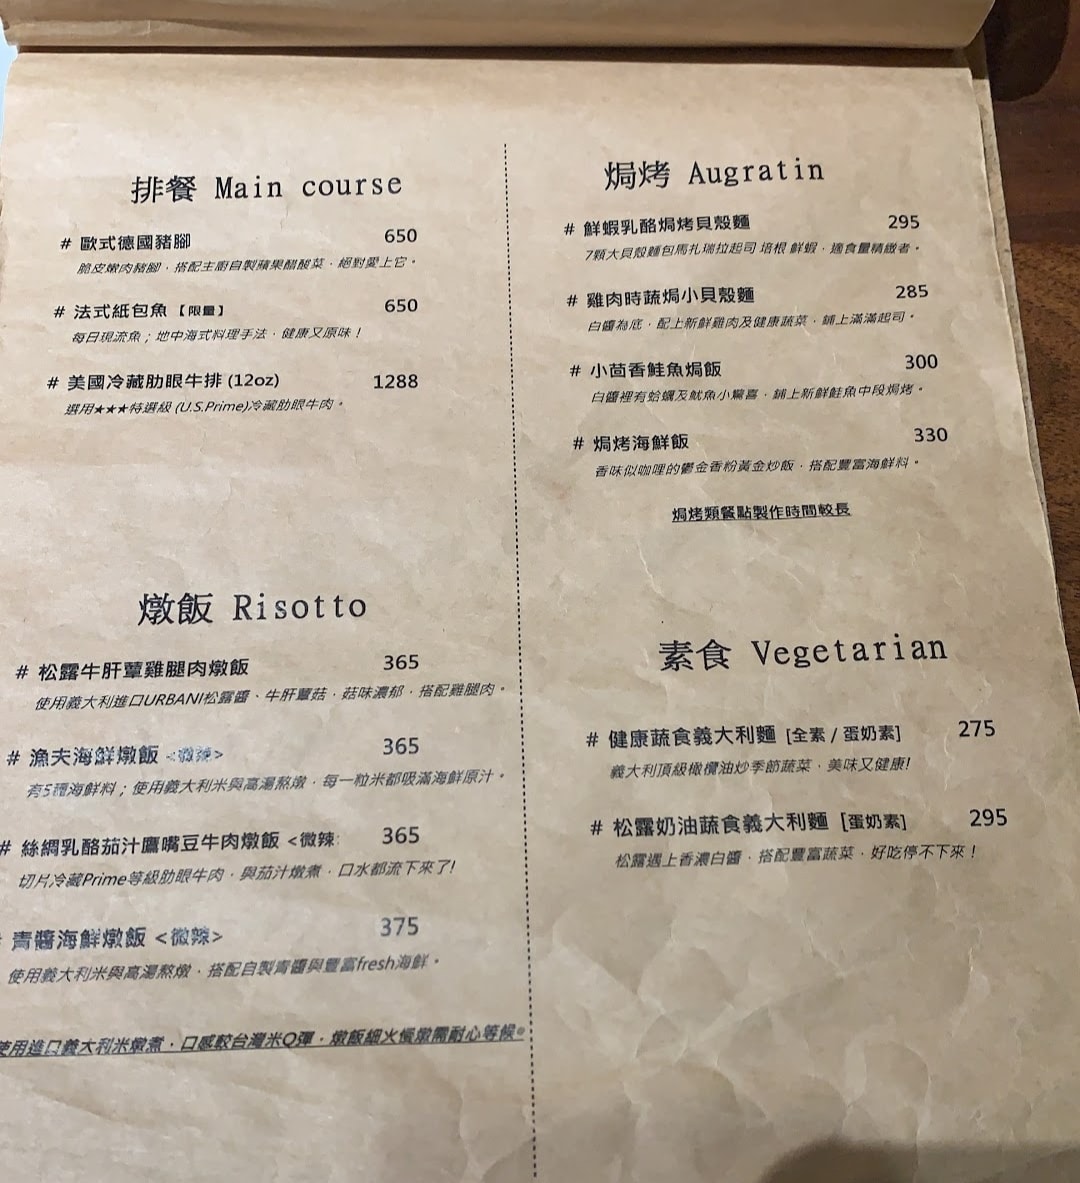 排餐 Main course
# 歐式德國豬腳 650
脆皮嫩肉豬腳，搭配主廚自製蘋果醋酸菜，絕對愛上它。
# 法式紙包魚【限量】 650
每日現流魚；地中海式料理手法，健康又原味！
# 美國冷藏肋眼牛排 (12oz) 1288
選用★★★特選級 (U.S.Prime)冷藏肋眼牛肉。
燉飯 Risotto
# 松露牛肝蕈雞腿肉燉飯 365
使用義大利進口URBANI松露醬、牛肝蕈菇，菇味濃郁，搭配雞腿肉。
# 漁夫海鮮燉飯 <微辣> 365
有5種海鮮料；使用義大利米與高湯熬燉，每一粒米都吸滿海鮮原汁。
# 絲綢乳酪茄汁鷹嘴豆牛肉燉飯 <微辣 365
切片冷藏Prime等級肋眼牛肉，與茄汁燉煮，口水都流下來了!
青醬海鮮燉飯 <微辣> 375
使用義大利米與高湯熬燉，搭配自製青醬與豐富fresh海鮮。
使用進口義大利米燉煮，口感較台灣米Q彈，燉飯細火慢燉需耐心等候。
焗烤 Augratin
# 鮮蝦乳酪焗烤貝殼麵 295
7顆大貝殼麵包馬扎瑞拉起司 培根 鮮蝦，適食量精緻者。
# 雞肉時蔬焗小貝殼麵 285
白醬為底，配上新鮮雞肉及健康蔬菜，鋪上滿滿起司。
# 小茴香鮭魚焗飯 300
白醬裡有蛤蠣及魷魚小驚喜，鋪上新鮮鮭魚中段焗烤。
# 焗烤海鮮飯 330
香味似咖哩的鬱金香粉黃金炒飯，搭配豐富海鮮料。
焗烤類餐點製作時間較長
素食 Vegetarian
# 健康蔬食義大利麵 [全素 / 蛋奶素] 275
義大利頂級橄欖油炒季節蔬菜，美味又健康!
# 松露奶油蔬食義大利麵 [蛋奶素] 295
松露遇上香濃白醬，搭配豐富蔬菜，好吃停不下來！